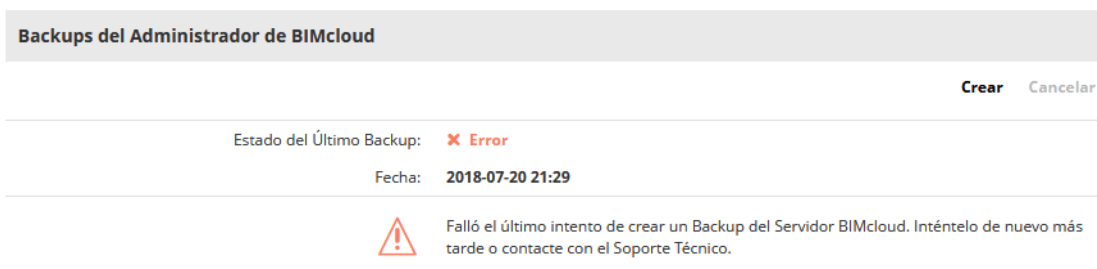 Backups del Administrador de BIMcloud
Crear Cancelar
Estado del Último Backup: ✖ Error
Fecha: 2018-07-20 21:29
Falló el último intento de crear un Backup del Servidor BIMcloud. Inténtelo de nuevo más
tarde o contacte con el Soporte Técnico.